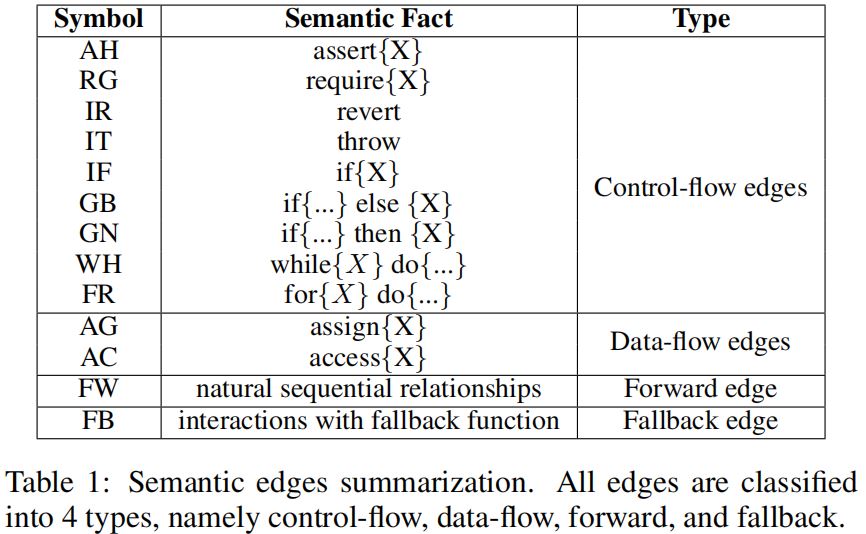 Symbol Semantic Fact Type
AH assert{X}
RG require{X}
IR revert
IT throw
IF if{X}
Control-flow edges
GB if{...} else {X}
GN if{...} then {X}
WH while{X} do{...}
FR for{X} do{...}
AG assign{X}
Data-flow edges
AC access{X}
FW natural sequential relationships Forward edge
FB interactions with fallback function Fallback edge
Table 1: Semantic edges summarization. All edges are classified
into 4 types, namely control-flow, data-flow, forward, and fallback.